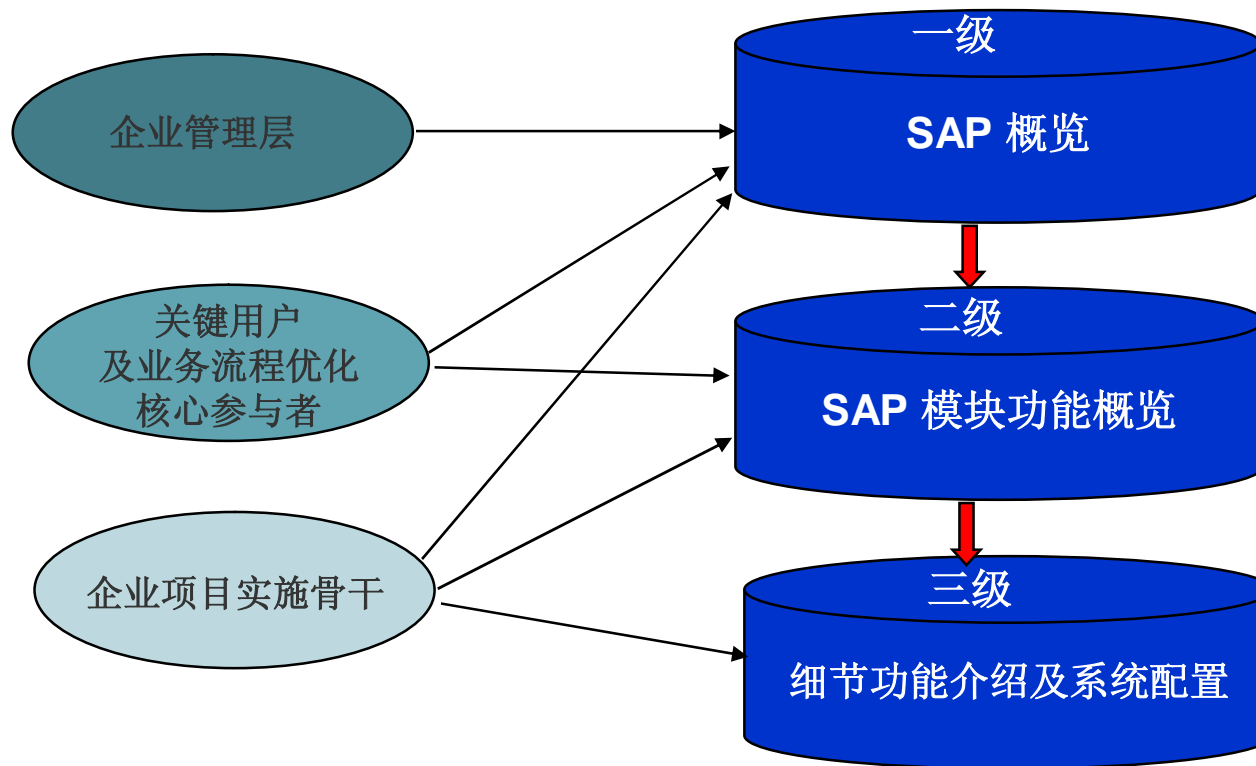 一级
SAP 概览
企业管理层
二级
SAP 模块功能概览
关键用户
及业务流程优化
核心参与者
三级
细节功能介绍及系统配置
企业项目实施骨干